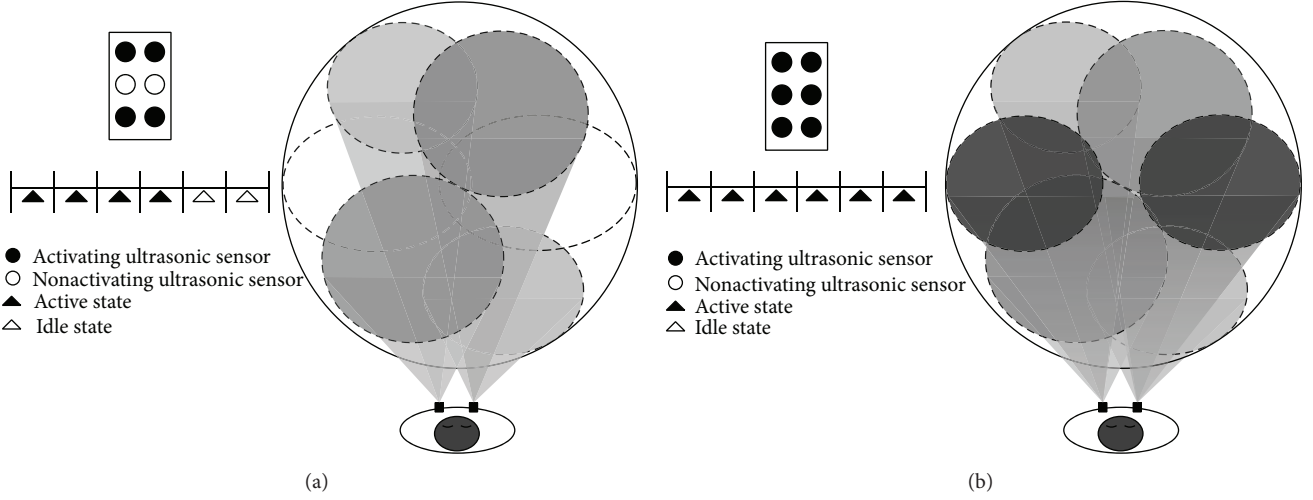 Activating ultrasonic sensor
Nonactivating ultrasonic sensor
Active state
Idle state
(a)
Activating ultrasonic sensor
Nonactivating ultrasonic sensor
Active state
Idle state
(b)